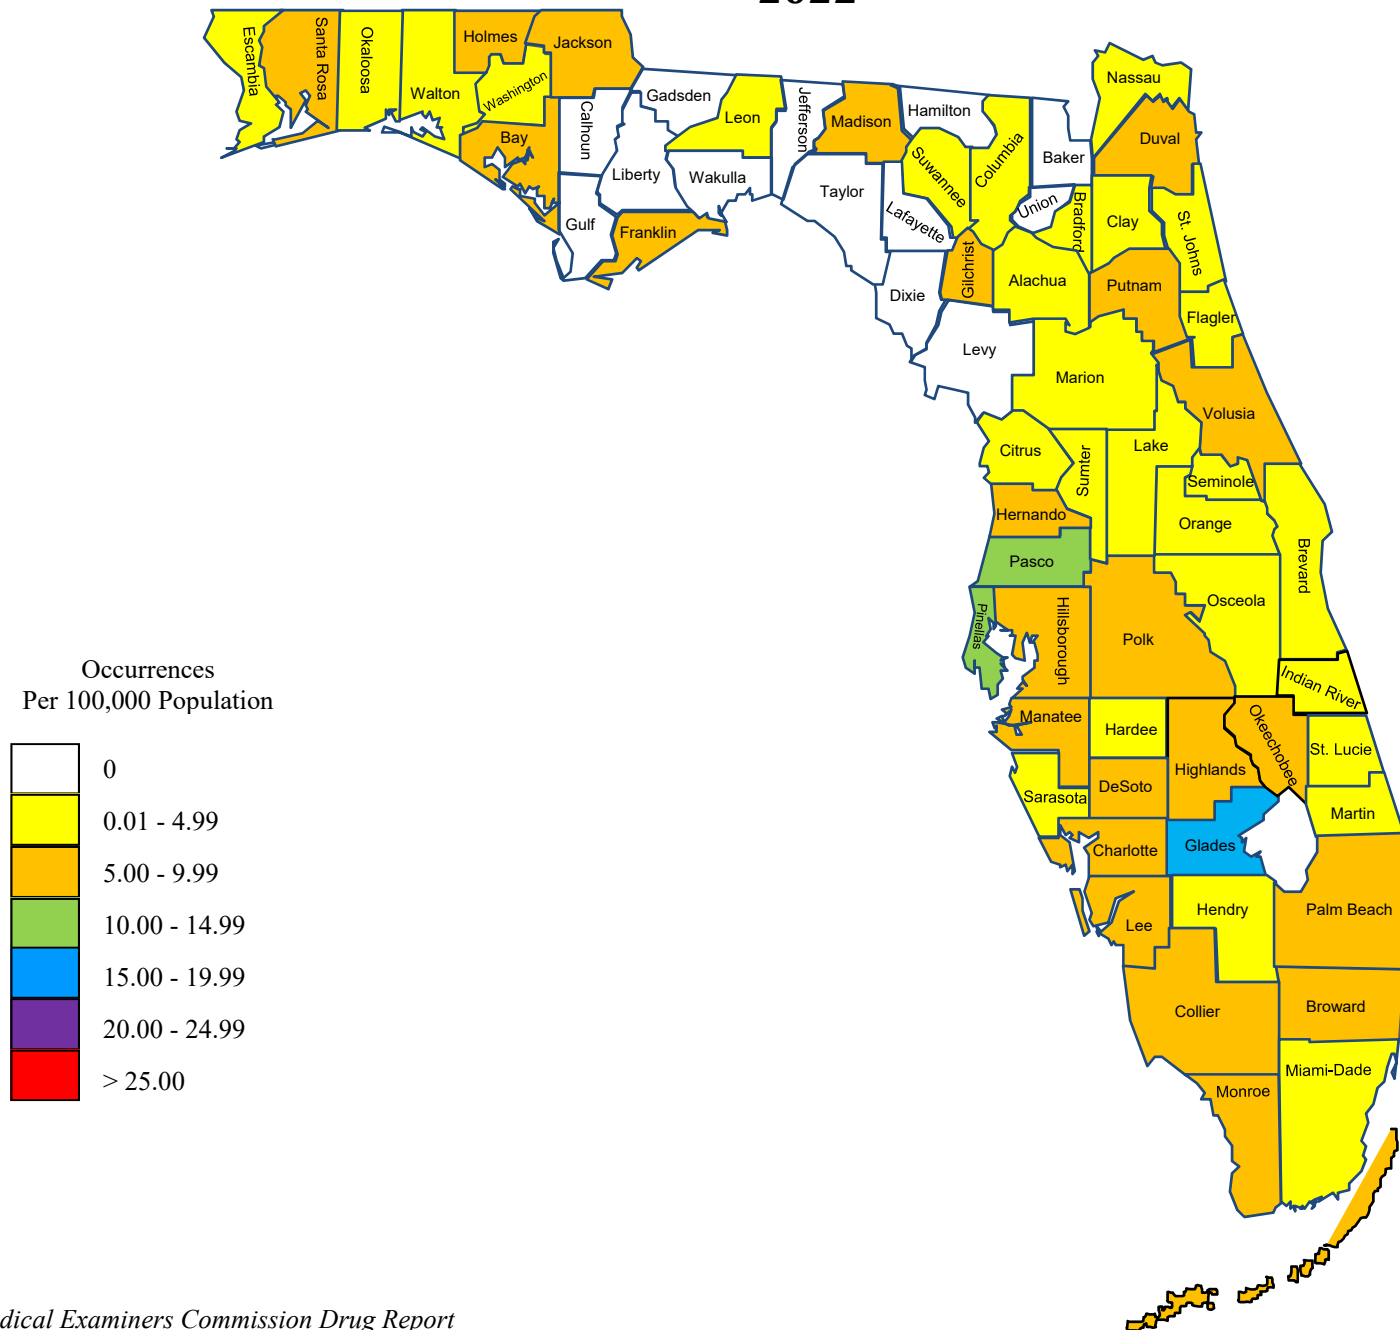 2022
Escambia
Santa Rosa
Okaloosa
Walton
Holmes
Washington
Jackson
Bay
Calhoun
Gulf
Gadsden
Liberty
Franklin
Leon
Wakulla
Jefferson
Madison
Taylor
Hamilton
Suwannee
Lafayette
Dixie
Columbia
Gilchrist
Levy
Baker
Union
Bradford
Alachua
Nassau
Duval
Clay
St. Johns
Putnam
Flagler
Marion
Volusia
Citrus
Sumter
Lake
Seminole
Orange
Hernando
Pasco
Brevard
Osceola
Pinellas
Hillsborough
Polk
Indian River
Manatee
Hardee
Highlands
Okeechobee
St. Lucie
Sarasota
DeSoto
Martin
Charlotte
Glades
Lee
Hendry
Palm Beach
Collier
Broward
Monroe
Miami-Dade
Occurrences
Per 100,000 Population
0
0.01 - 4.99
5.00 - 9.99
10.00 - 14.99
15.00 - 19.99
20.00 - 24.99
> 25.00
dical Examiners Commission Drug Report